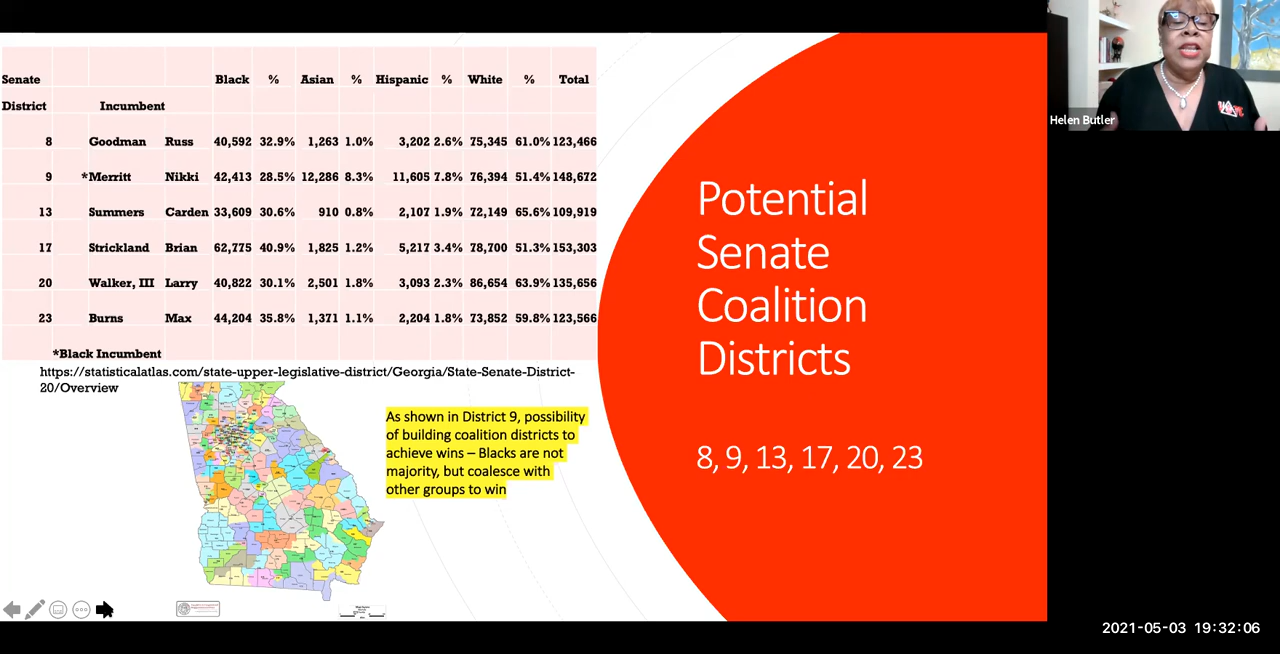 Senate Black % Asian % Hispanic % White % Total
District Incumbent
8 Goodman Russ 40,592 32.9% 1,263 1.0% 3,202 2.6% 75,345 61.0% 123,466
9 *Merritt Nikki 42,413 28.5% 12,286 8.3% 11,605 7.8% 76,394 51.4% 148,672
13 Summers Carden 33,609 30.6% 910 0.8% 2,107 1.9% 72,149 65.6% 109,919
17 Strickland Brian 62,775 40.9% 1,825 1.2% 5,217 3.4% 78,700 51.3% 153,303
20 Walker, III Larry 40,822 30.1% 2,501 1.8% 3,093 2.3% 86,654 63.9% 135,656
23 Burns Max 44,204 35.8% 1,371 1.1% 2,204 1.8% 73,852 59.8% 123,566
*Black Incumbent
https://statisticalatlas.com/state-upper-legislative-district/Georgia/State-Senate-District-
20/Overview
As shown in District 9, possibility
of building coalition districts to
achieve wins – Blacks are not
majority, but coalesce with
other groups to win
Potential
Senate
Coalition
Districts
8, 9, 13, 17, 20, 23
Helen Butler
2021-05-03 19:32:06